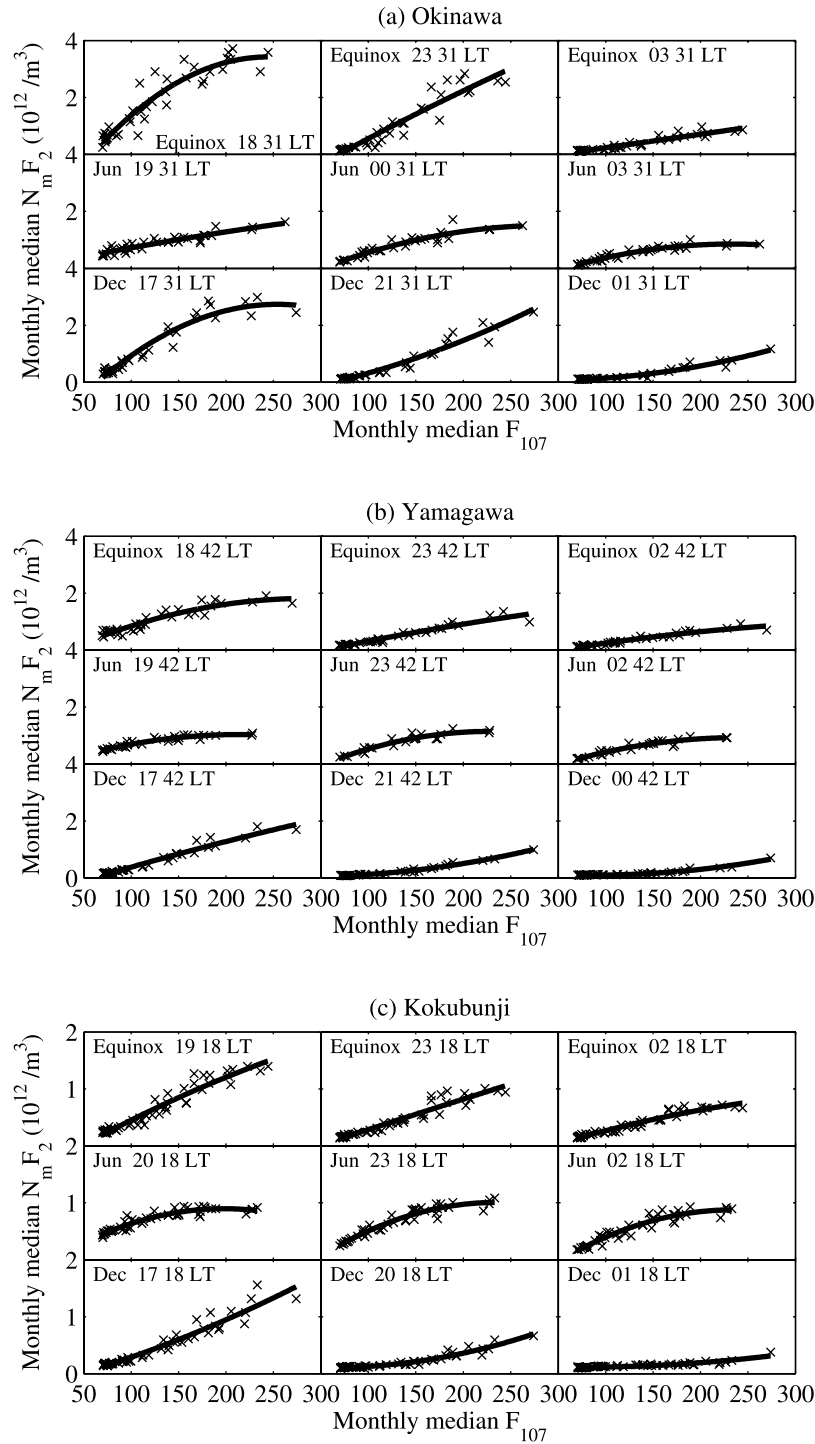 (a) Okinawa
Monthly median NmF2 (10^12 /m^3)
4
2
4
2
4
2
0
Equinox 18 31 LT
Equinox 23 31 LT
Equinox 03 31 LT
Jun 19 31 LT
Jun 00 31 LT
Jun 03 31 LT
Dec 17 31 LT
Dec 21 31 LT
Dec 01 31 LT
50 100 150 200 250 300 100 150 200 250 300 100 150 200 250 300
Monthly median F107
(b) Yamagawa
Monthly median NmF2 (10^12 /m^3)
4
2
4
2
4
2
0
Equinox 18 42 LT
Equinox 23 42 LT
Equinox 02 42 LT
Jun 19 42 LT
Jun 23 42 LT
Jun 02 42 LT
Dec 17 42 LT
Dec 21 42 LT
Dec 00 42 LT
50 100 150 200 250 300 100 150 200 250 300 100 150 200 250 300
Monthly median F107
(c) Kokubunji
Monthly median NmF2 (10^12 /m^3)
2
1
2
1
2
1
0
Equinox 19 18 LT
Equinox 23 18 LT
Equinox 02 18 LT
Jun 20 18 LT
Jun 23 18 LT
Jun 02 18 LT
Dec 17 18 LT
Dec 20 18 LT
Dec 01 18 LT
50 100 150 200 250 300 100 150 200 250 300 100 150 200 250 300
Monthly median F107